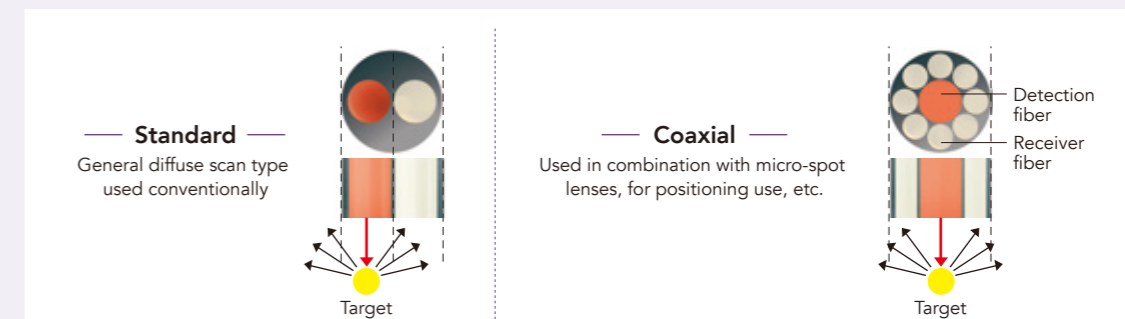 Standard
General diffuse scan type
used conventionally
Target
Coaxial
Used in combination with micro-spot
lenses, for positioning use, etc.
Detection
fiber
Receiver
fiber
Target